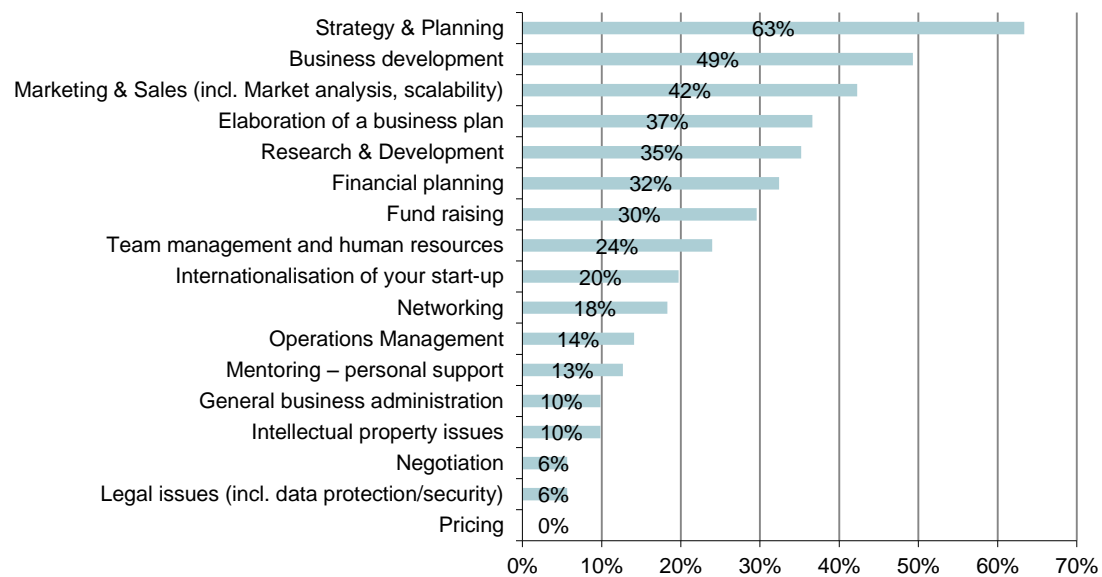 Strategy & Planning 63%
Business development 49%
Marketing & Sales (incl. Market analysis, scalability) 42%
Elaboration of a business plan 37%
Research & Development 35%
Financial planning 32%
Fund raising 30%
Team management and human resources 24%
Internationalisation of your start-up 20%
Networking 18%
Operations Management 14%
Mentoring – personal support 13%
General business administration 10%
Intellectual property issues 10%
Negotiation 6%
Legal issues (incl. data protection/security) 6%
Pricing 0%
0% 10% 20% 30% 40% 50% 60% 70%